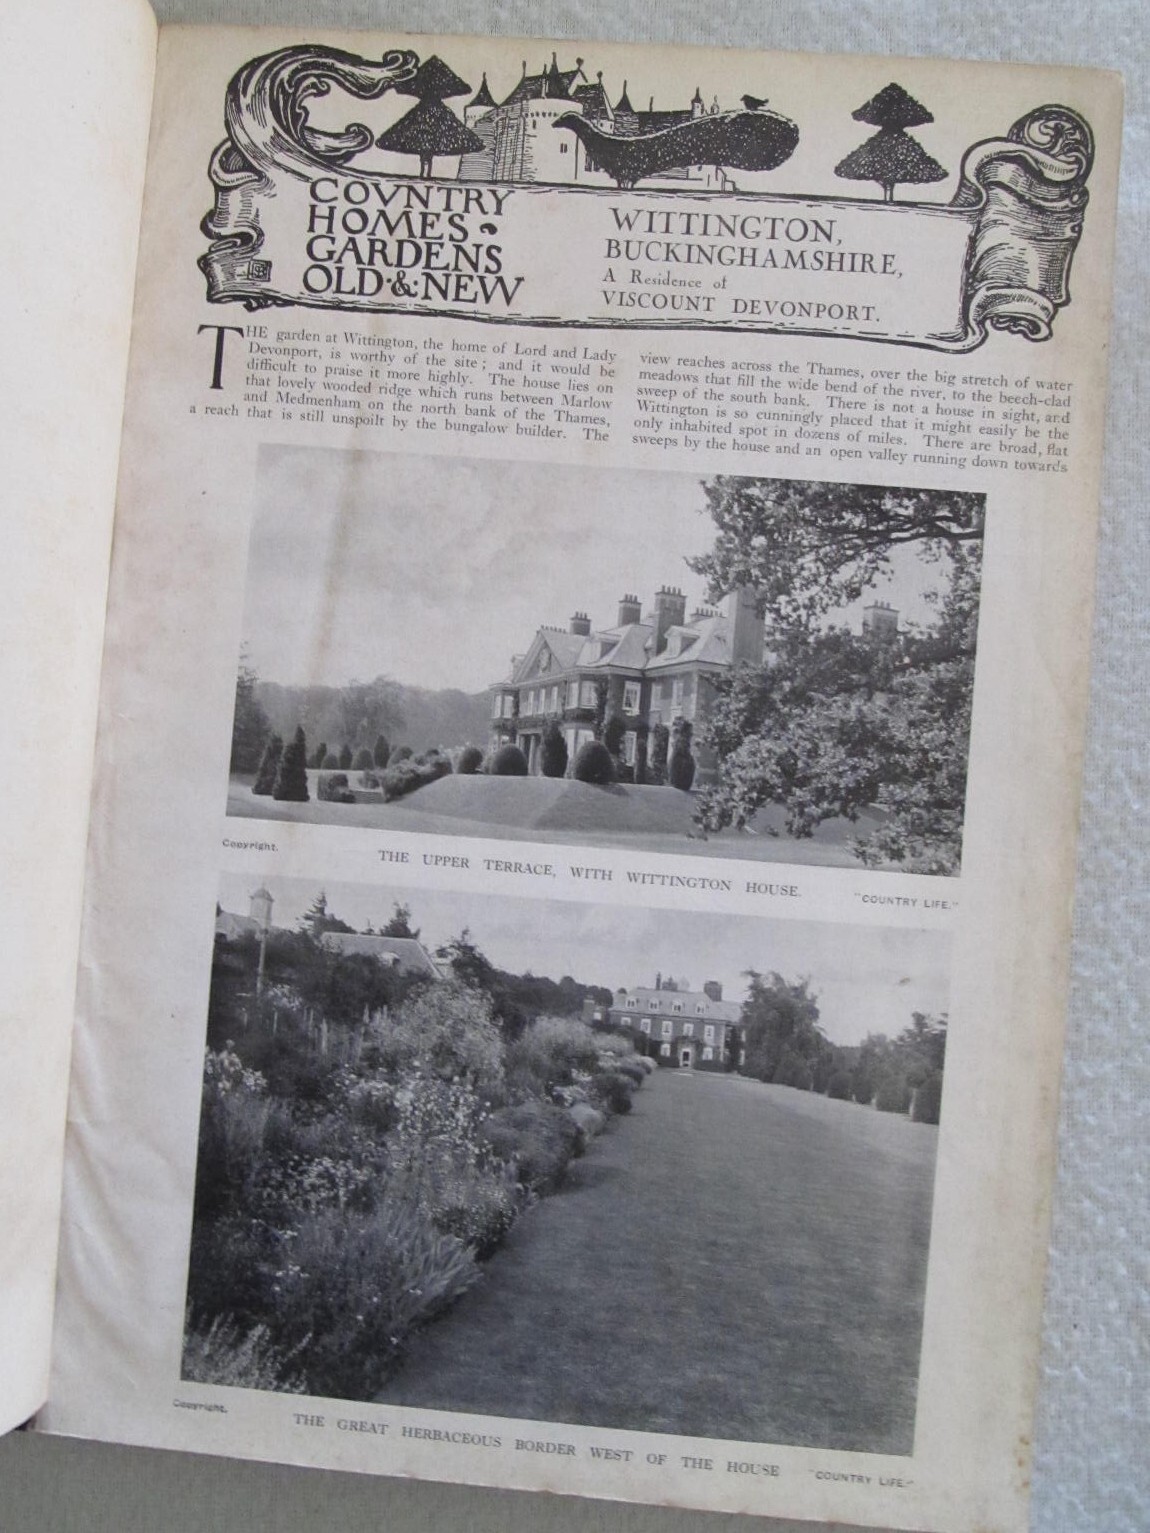 COVNTRY
HOMES
GARDENS
OLD·&·NEW
WITTINGTON,
BUCKINGHAMSHIRE,
A Residence of
VISCOUNT DEVONPORT.
THE garden at Wittington, the home of Lord and Lady
Devonport, is worthy of the site; and it would be
difficult to praise it more highly. The house lies on
that lovely wooded ridge which runs between Marlow
and Medmenham on the north bank of the Thames,
a reach that is still unspoilt by the bungalow builder. The
view reaches across the Thames, over the big stretch of water
meadows that fill the wide bend of the river, to the beech-clad
sweep of the south bank. There is not a house in sight, and
Wittington is so cunningly placed that it might easily be the
only inhabited spot in dozens of miles. There are broad, flat
sweeps by the house and an open valley running down towards
Copyright.
THE UPPER TERRACE, WITH WITTINGTON HOUSE.
"COUNTRY LIFE."
Copyright.
THE GREAT HERBACEOUS BORDER WEST OF THE HOUSE
"COUNTRY LIFE."